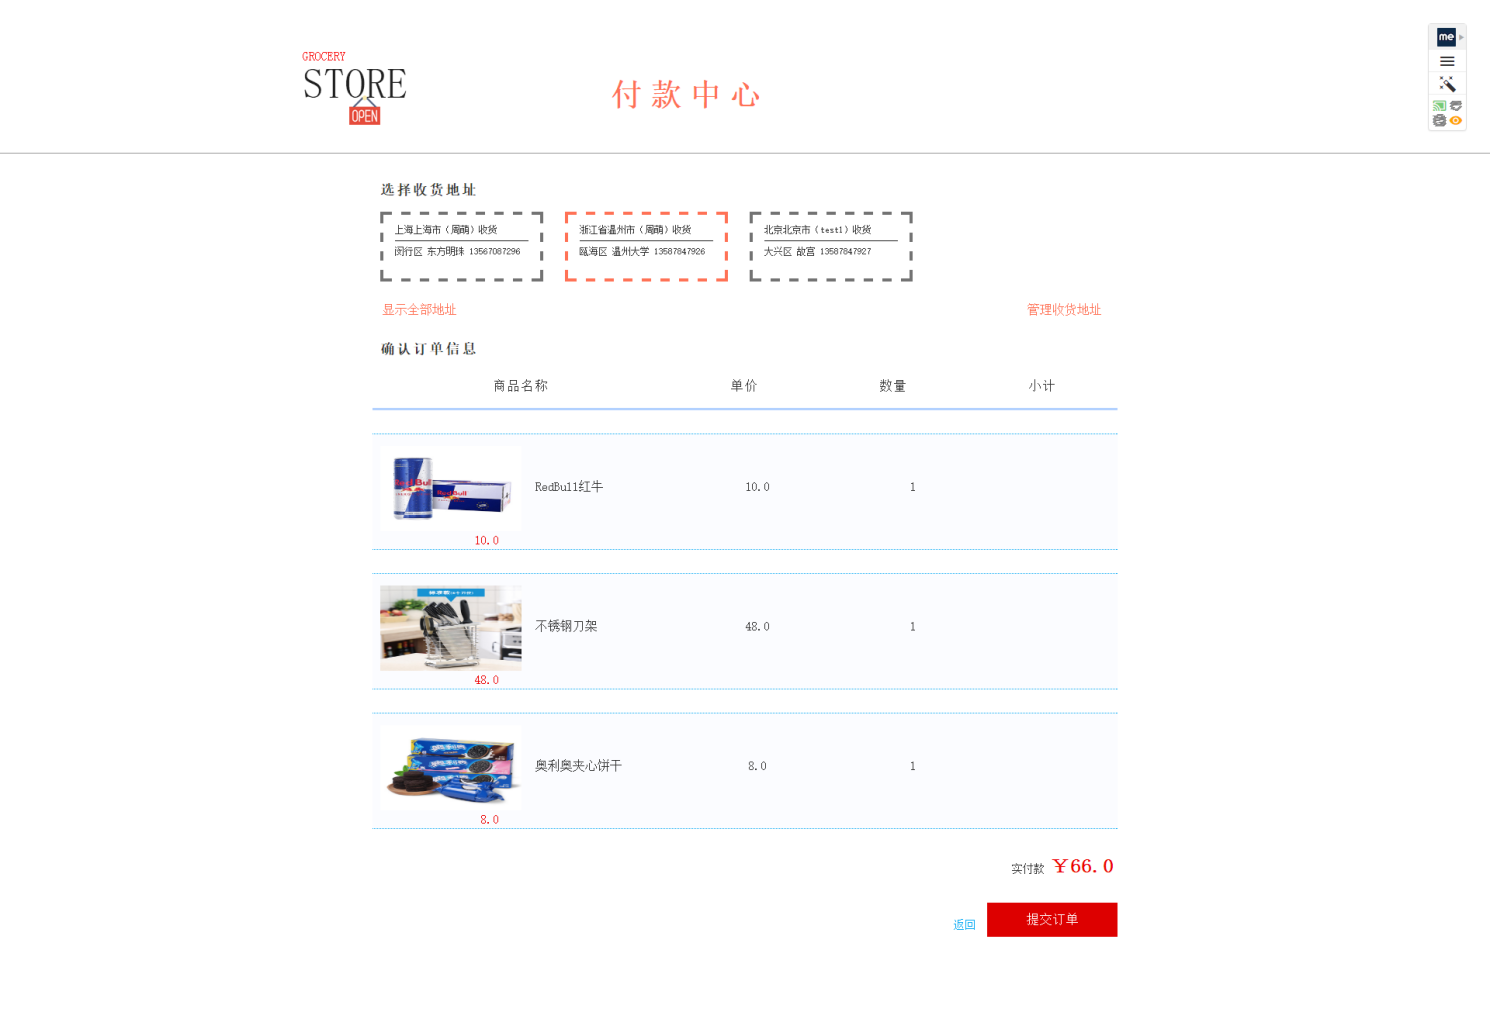 GROCERY
STORE
OPEN
付款中心
me
选择收货地址
上海上海市（周萌）收货
闵行区 东方明珠 13567087296
浙江省温州市（周萌）收货
瓯海区 温州大学 13587847926
北京北京市（test1）收货
大兴区 故宫 13587847927
显示全部地址
管理收货地址
确认订单信息
商品名称 单价 数量 小计
RedBull
RedBull
RedBull红牛 10.0 1
10.0
不锈钢刀架 48.0 1
48.0
奥利奥夹心饼干 8.0 1
8.0
实付款 ￥66.0
返回 提交订单